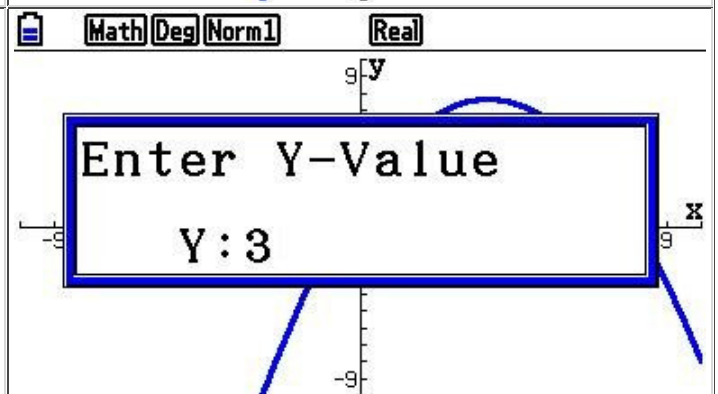 Math Deg Norm1 Real
9 y
Enter Y-Value
x
-9 9
Y:3
-9